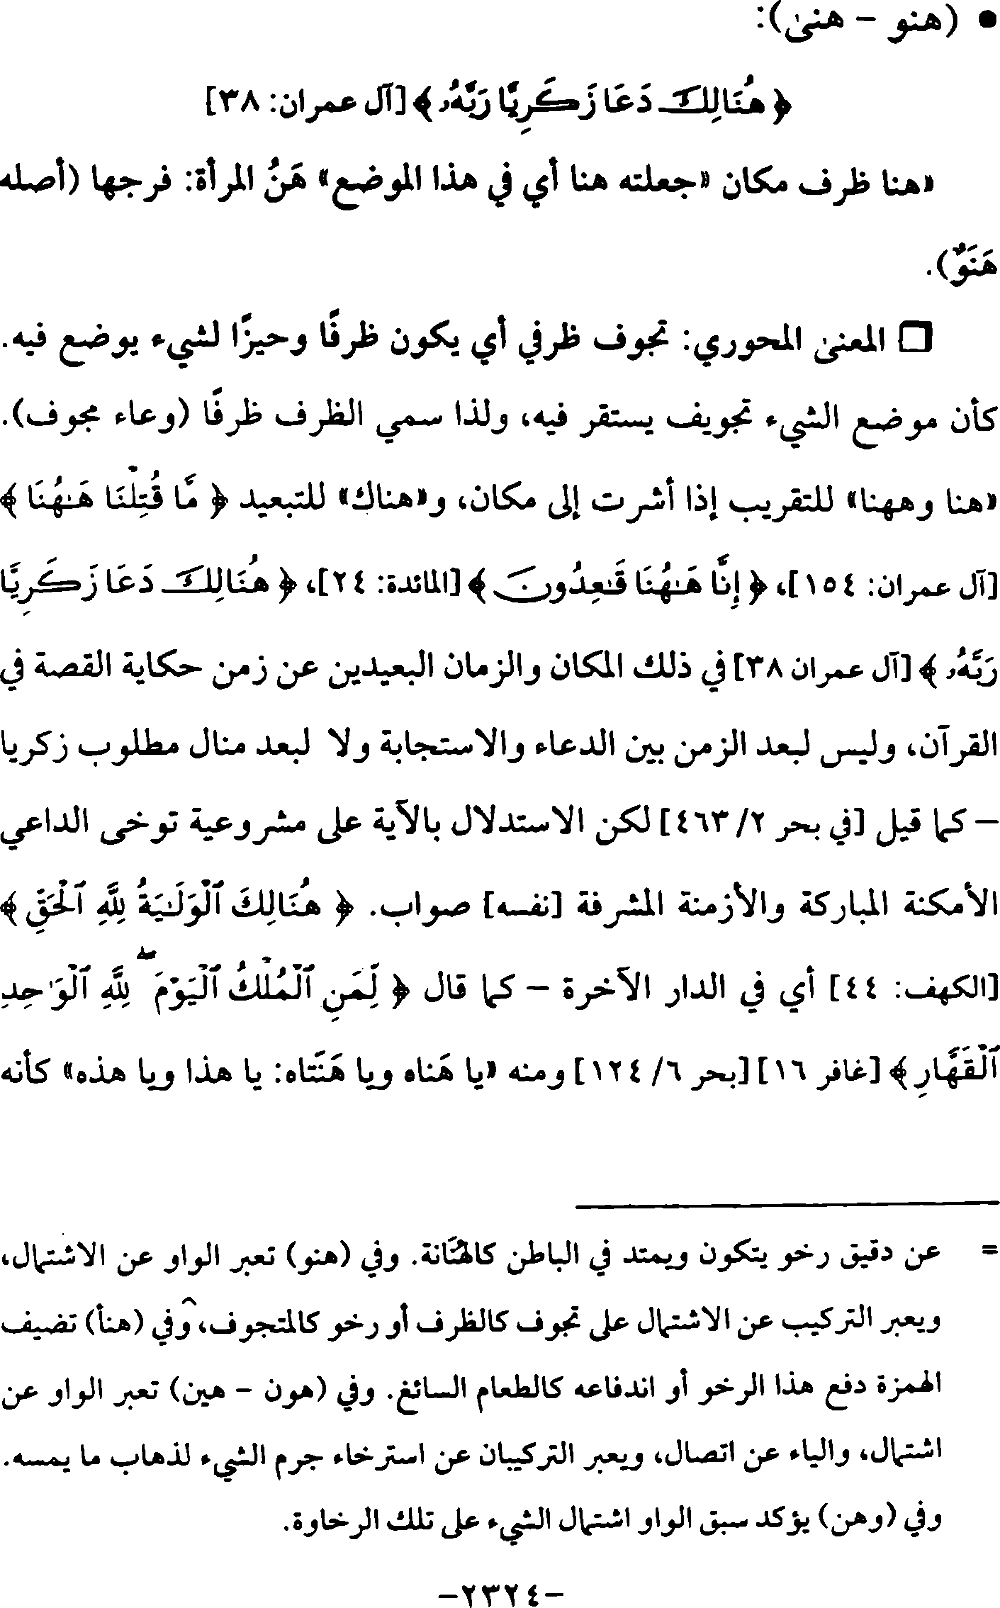 • (هنو - هنى):
﴿ هُنَالِكَ دَعَا زَكَرِيَّا رَبَّهُۥ ﴾ [آل عمران: ٣٨]
«هنا ظرف مكان «جعلته هنا أي في هذا الموضع» هَنُ المرأة: فرجها (أصله
هَنَوٌ).
□ المعنى المحوري: تجوف ظرفي أي يكون ظرفًا وحيزًا لشيء يوضع فيه.
كأن موضع الشيء تجويف يستقر فيه، ولذا سمي الظرف ظرفًا (وعاء مجوف).
«هنا وههنا» للتقريب إذا أشرت إلى مكان، و«هناك» للتبعيد ﴿ مَّا قُتِلْنَا هَٰهُنَا ﴾
[آل عمران: ١٥٤]، ﴿ إِنَّا هَٰهُنَا قَٰعِدُونَ ﴾ [المائدة: ٢٤]، ﴿ هُنَالِكَ دَعَا زَكَرِيَّا
رَبَّهُۥ ﴾ [آل عمران ٣٨] في ذلك المكان والزمان البعيدين عن زمن حكاية القصة في
القرآن، وليس لبعد الزمن بين الدعاء والاستجابة ولا لبعد منال مطلوب زكريا
– كما قيل [في بحر ٢/ ٤٦٣] لكن الاستدلال بالآية على مشروعية توخى الداعي
الأمكنة المباركة والأزمنة المشرفة [نفسه] صواب. ﴿ هُنَالِكَ ٱلْوَلَٰيَةُ لِلَّهِ ٱلْحَقِّ ﴾
[الكهف: ٤٤] أي في الدار الآخرة – كما قال ﴿ لِّمَنِ ٱلْمُلْكُ ٱلْيَوْمَ ۖ لِلَّهِ ٱلْوَٰحِدِ
ٱلْقَهَّارِ ﴾ [غافر ١٦] [بحر ٦/ ١٢٤] ومنه «يا هَناه ويا هَنَتاه: يا هذا ويا هذه» كأنه
= عن دقيق رخو يتكون ويمتد في الباطن كالهُنَانة. وفي (هنو) تعبر الواو عن الاشتمال،
ويعبر التركيب عن الاشتمال على تجوف كالظرف أو رخو كالمتجوف، وفي (هنأ) تضيف
الهمزة دفع هذا الرخو أو اندفاعه كالطعام السائغ. وفي (هون - هين) تعبر الواو عن
اشتمال، والياء عن اتصال، ويعبر التركيبان عن استرخاء جرم الشيء لذهاب ما يمسه.
وفي (وهن) يؤكد سبق الواو اشتمال الشيء على تلك الرخاوة.
-٢٣٢٤-